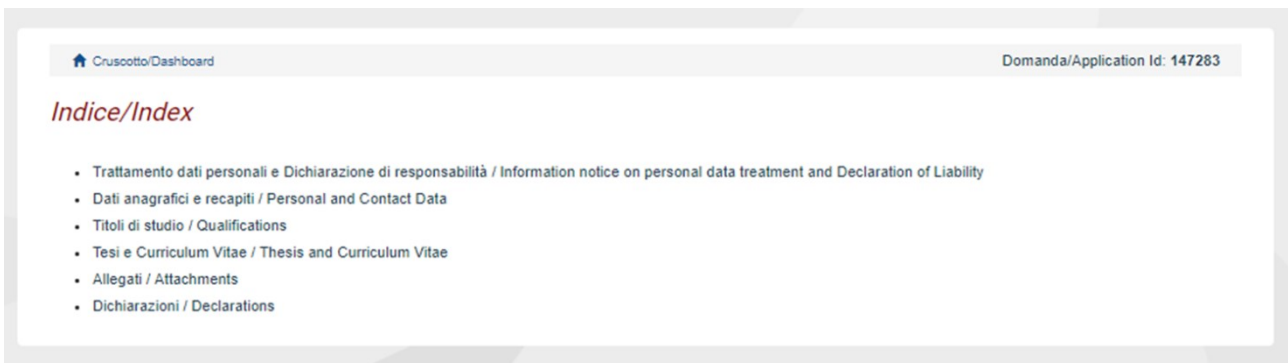 Cruscotto/Dashboard
Domanda/Application Id: 147283
Indice/Index
Trattamento dati personali e Dichiarazione di responsabilità / Information notice on personal data treatment and Declaration of Liability
Dati anagrafici e recapiti / Personal and Contact Data
Titoli di studio / Qualifications
Tesi e Curriculum Vitae / Thesis and Curriculum Vitae
Allegati / Attachments
Dichiarazioni / Declarations